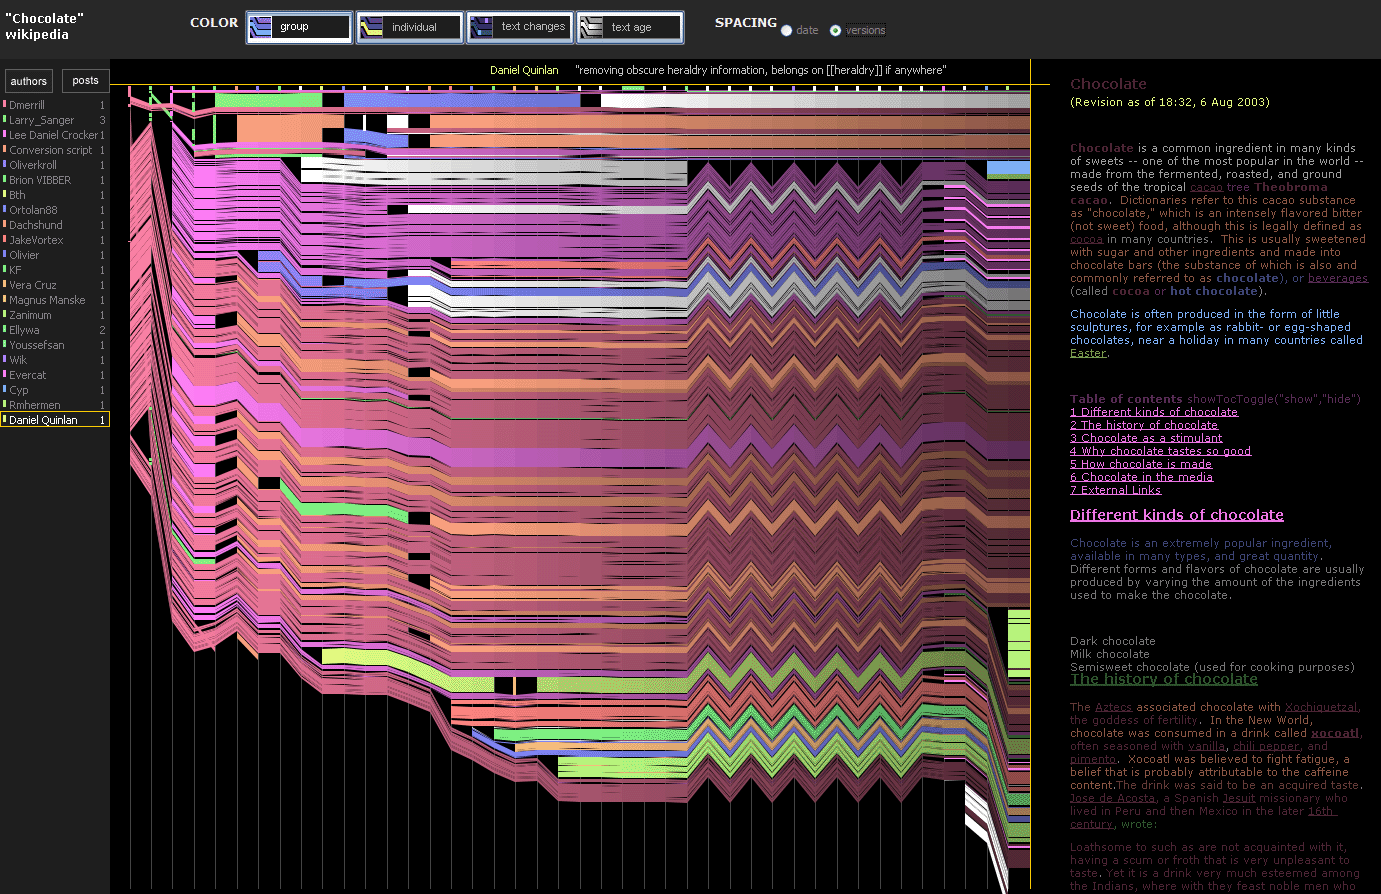 "Chocolate"
wikipedia
COLOR group individual text changes text age SPACING date versions
authors posts
Dmerrill 1
Larry_Sanger 3
Lee Daniel Crocker 1
Conversion script 1
Oliverkroll 1
Brion VIBBER 1
Bth 1
Ortolan88 1
Dachshund 1
JakeVortex 1
Olivier 1
KF 1
Vera Cruz 1
Magnus Manske 1
Zanimum 1
Ellywa 2
Youssefsan 1
Wik 1
Evercat 1
Cyp 1
Rmhermen 1
Daniel Quinlan 1
Daniel Quinlan "removing obscure heraldry information, belongs on [[heraldry]] if anywhere"
Chocolate
(Revision as of 18:32, 6 Aug 2003)
Chocolate is a common ingredient in many kinds
of sweets -- one of the most popular in the world --
made from the fermented, roasted, and ground
seeds of the tropical cacao tree Theobroma
cacao. Dictionaries refer to this cacao substance
as "chocolate," which is an intensely flavored bitter
(not sweet) food, although this is legally defined as
cocoa in many countries. This is usually sweetened
with sugar and other ingredients and made into
chocolate bars (the substance of which is also and
commonly referred to as chocolate), or beverages
(called cocoa or hot chocolate).
Chocolate is often produced in the form of little
sculptures, for example as rabbit- or egg-shaped
chocolates, near a holiday in many countries called
Easter.
Table of contents showTocToggle("show","hide")
1 Different kinds of chocolate
2 The history of chocolate
3 Chocolate as a stimulant
4 Why chocolate tastes so good
5 How chocolate is made
6 Chocolate in the media
7 External Links
Different kinds of chocolate
Chocolate is an extremely popular ingredient,
available in many types, and great quantity.
Different forms and flavors of chocolate are usually
produced by varying the amount of the ingredients
used to make the chocolate.
Dark chocolate
Milk chocolate
Semisweet chocolate (used for cooking purposes)
The history of chocolate
The Aztecs associated chocolate with Xochiquetzal,
the goddess of fertility. In the New World,
chocolate was consumed in a drink called xocoatl,
often seasoned with vanilla, chili pepper, and
pimento. Xocoatl was believed to fight fatigue, a
belief that is probably attributable to the caffeine
content.The drink was said to be an acquired taste.
Jose de Acosta, a Spanish Jesuit missionary who
lived in Peru and then Mexico in the later 16th
century, wrote:
Loathsome to such as are not acquainted with it,
having a scum or froth that is very unpleasant to
taste. Yet it is a drink very much esteemed among
the Indians, where with they feast noble men who